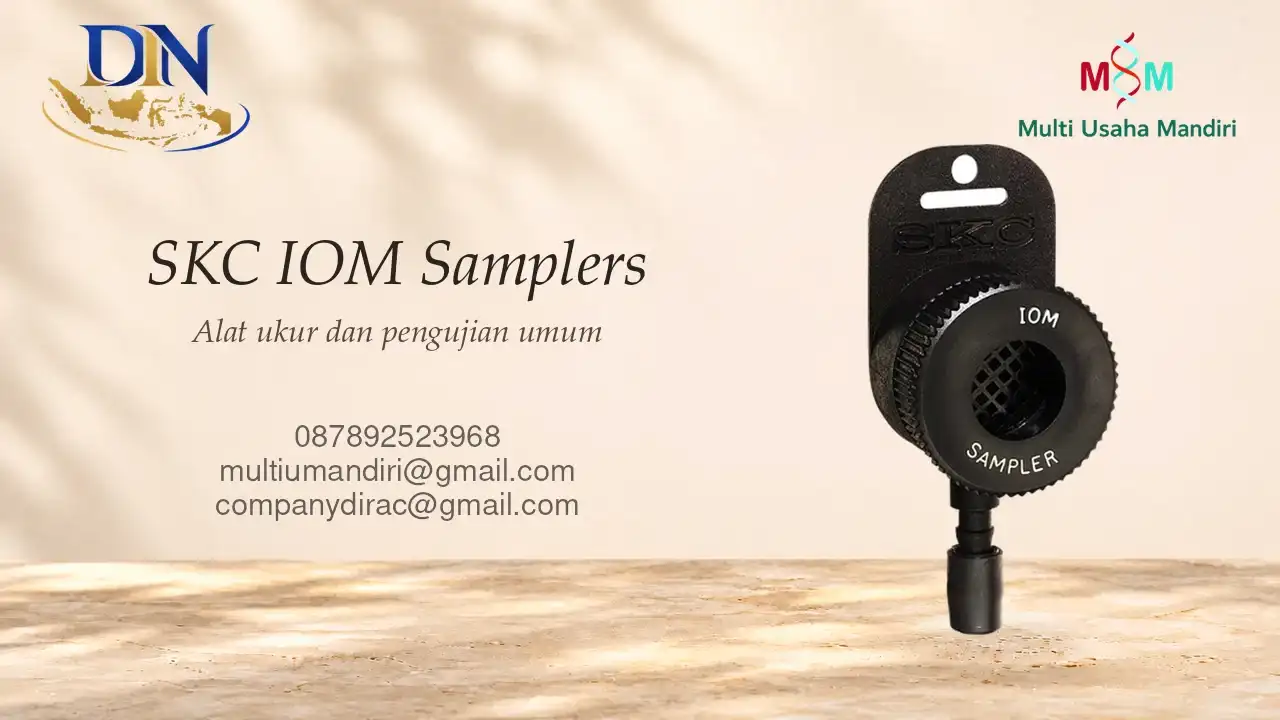 DIN
M M
Multi Usaha Mandiri
SKC
SKC IOM Samplers
Alat ukur dan pengujian umum
IOM
SAMPLER
087892523968
multiumandiri@gmail.com
companydirac@gmail.com